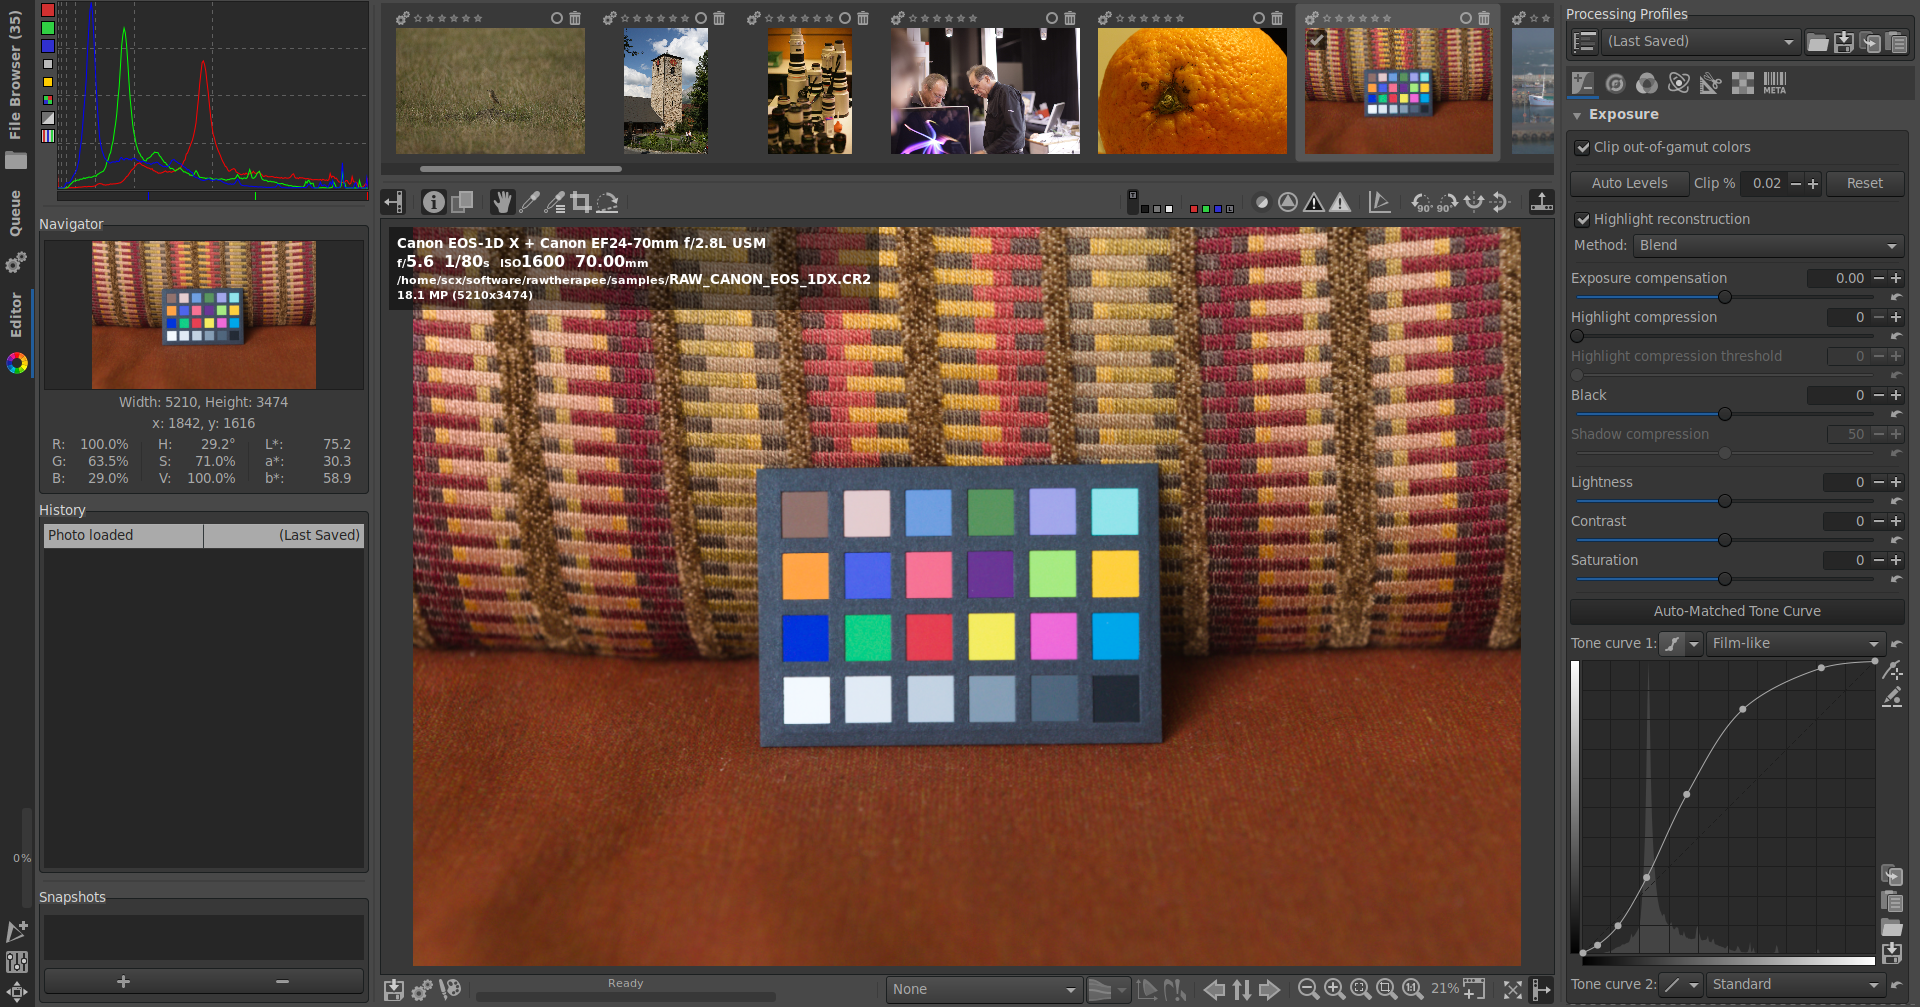 File Browser (35)
Queue
Editor
0%
Navigator
Width: 5210, Height: 3474
x: 1842, y: 1616
R: 100.0% H: 29.2° L*: 75.2
G: 63.5% S: 71.0% a*: 30.3
B: 29.0% V: 100.0% b*: 58.9
History
Photo loaded (Last Saved)
Snapshots
Canon EOS-1D X + Canon EF24-70mm f/2.8L USM
f/5.6 1/80s ISO1600 70.00mm
/home/scx/software/rawtherapee/samples/RAW_CANON_EOS_1DX.CR2
18.1 MP (5210x3474)
90° 90°
Ready
None
21%
Processing Profiles
(Last Saved)
META
Exposure
Clip out-of-gamut colors
Auto Levels Clip % 0.02 Reset
Highlight reconstruction
Method: Blend
Exposure compensation 0.00
Highlight compression 0
Highlight compression threshold 0
Black 0
Shadow compression 50
Lightness 0
Contrast 0
Saturation 0
Auto-Matched Tone Curve
Tone curve 1: Film-like
Tone curve 2: Standard